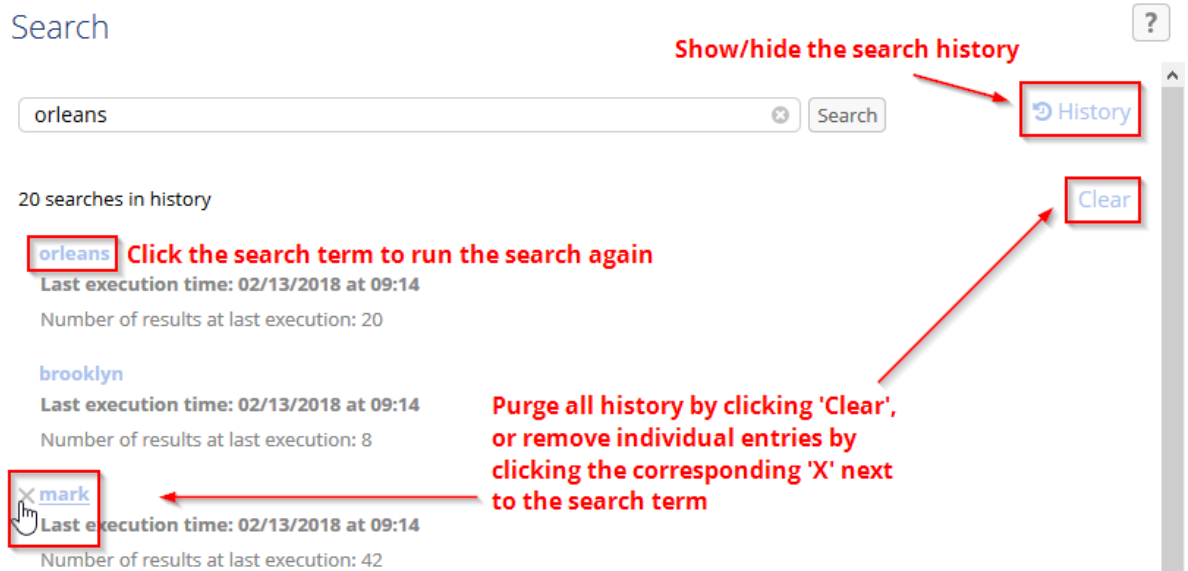 Search
?
Show/hide the search history
orleans
Search
History
20 searches in history
Clear
orleans
Click the search term to run the search again
Last execution time: 02/13/2018 at 09:14
Number of results at last execution: 20
brooklyn
Last execution time: 02/13/2018 at 09:14
Number of results at last execution: 8
Purge all history by clicking 'Clear',
or remove individual entries by
clicking the corresponding 'X' next
to the search term
mark
Last execution time: 02/13/2018 at 09:14
Number of results at last execution: 42